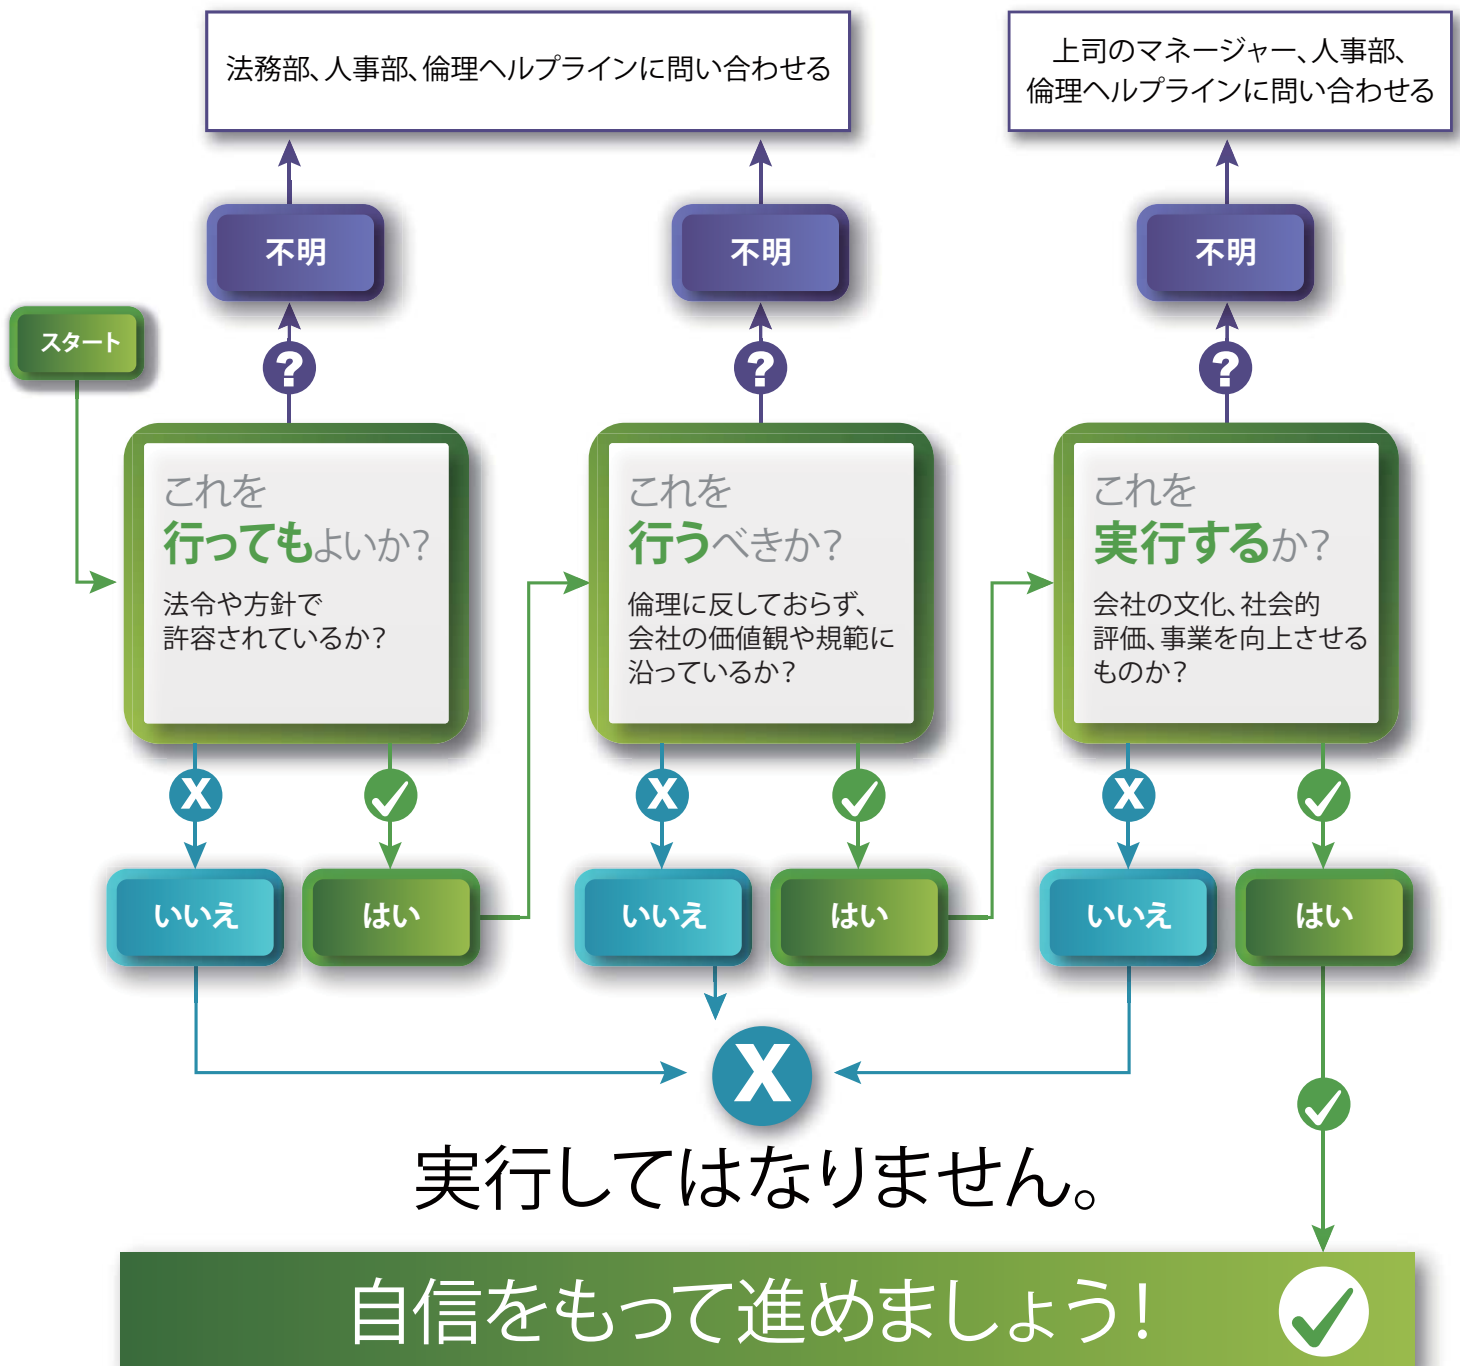 法務部、人事部、倫理ヘルプラインに問い合わせる
上司のマネージャー、人事部、
倫理ヘルプラインに問い合わせる
不明
不明
不明
スタート
?
?
?
これを
行ってもよいか?
法令や方針で
許容されているか?
これを
行うべきか?
倫理に反しておらず、
会社の価値観や規範に
沿っているか?
これを
実行するか?
会社の文化、社会的
評価、事業を向上させる
ものか?
X
X
X
いいえ
はい
いいえ
はい
いいえ
はい
X
実行してはなりません。
自信をもって進めましょう!